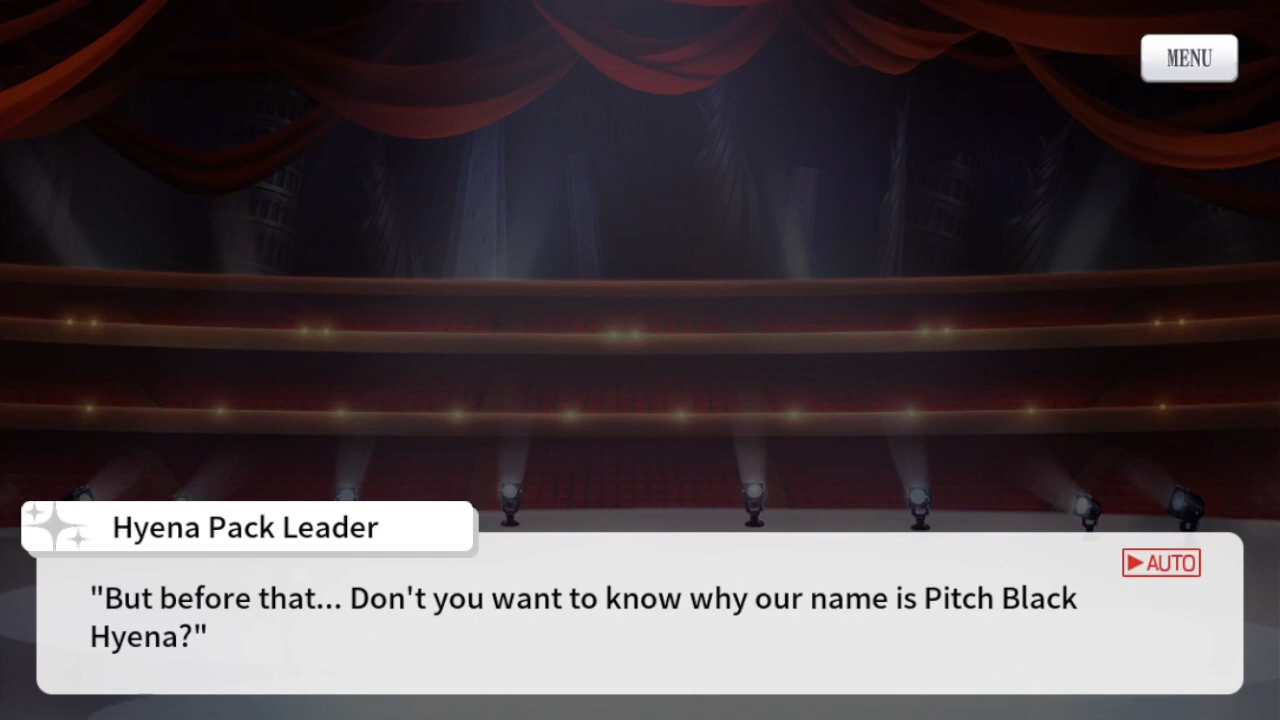 MENU
Hyena Pack Leader
AUTO
"But before that... Don't you want to know why our name is Pitch Black
Hyena?"